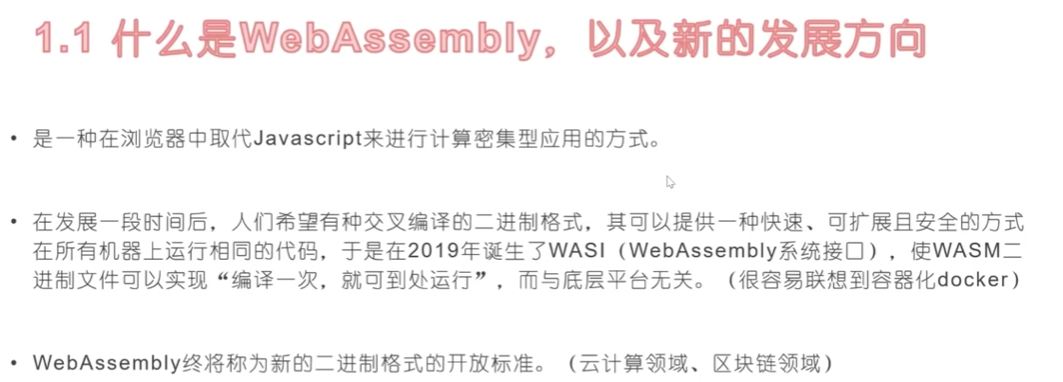 1.1 什么是WebAssembly，以及新的发展方向
• 是一种在浏览器中取代Javascript来进行计算密集型应用的方式。
• 在发展一段时间后，人们希望有种交叉编译的二进制格式，其可以提供一种快速、可扩展且安全的方式
在所有机器上运行相同的代码，于是在2019年诞生了WASI（WebAssembly系统接口），使WASM二
进制文件可以实现“编译一次，就可到处运行”，而与底层平台无关。（很容易联想到容器化docker）
• WebAssembly终将称为新的二进制格式的开放标准。（云计算领域、区块链领域）